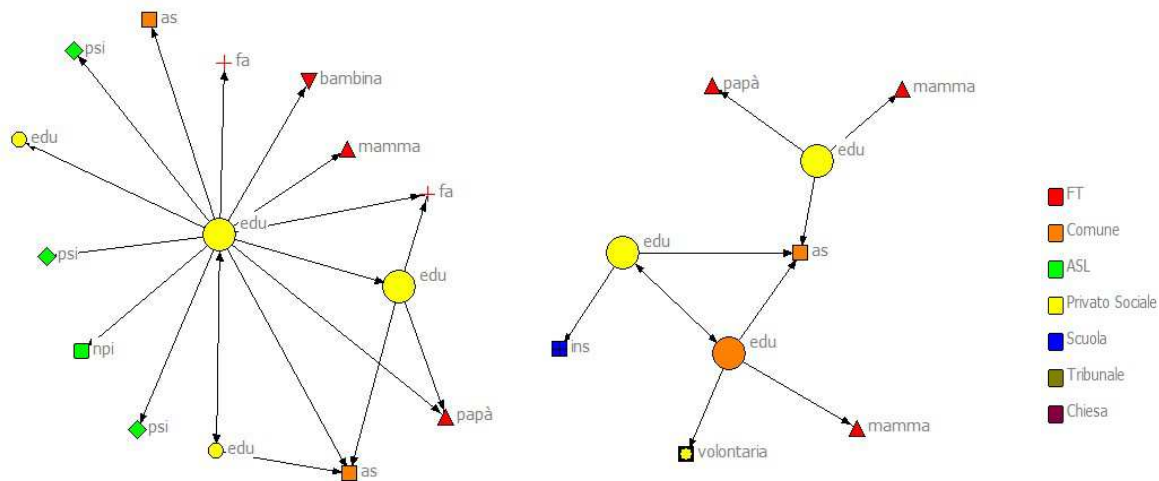 as
psi
fa
bambina
edu
mamma
fa
edu
psi
edu
npi
papà
psi
edu
as
papà
mamma
edu
edu
as
ins
edu
mamma
volontaria
FT
Comune
ASL
Privato Sociale
Scuola
Tribunale
Chiesa